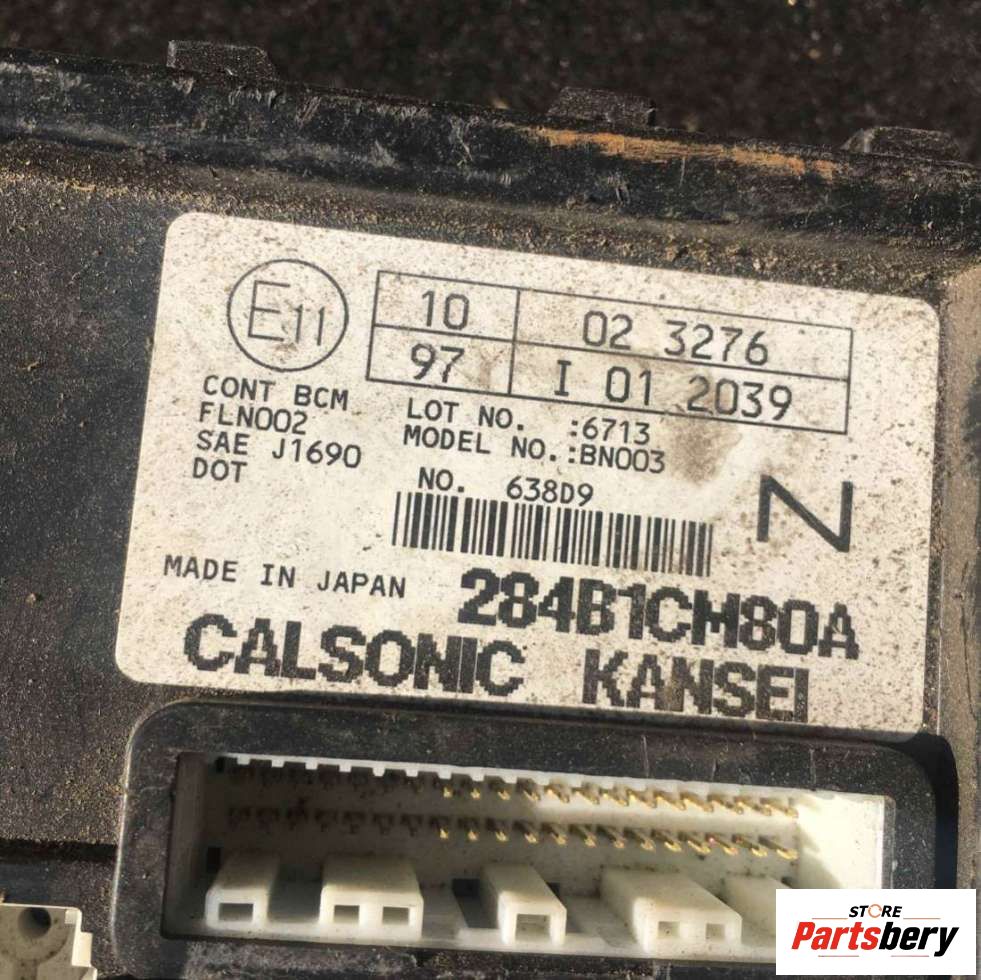 E11
10 02 3276
97 I 01 2039
CONT BCM
FLN002
SAE J1690
DOT
LOT NO. :6713
MODEL NO.:BN003
NO. 638D9
N
MADE IN JAPAN
284B1CM80A
CALSONIC KANSEI
STORE
Partsbery